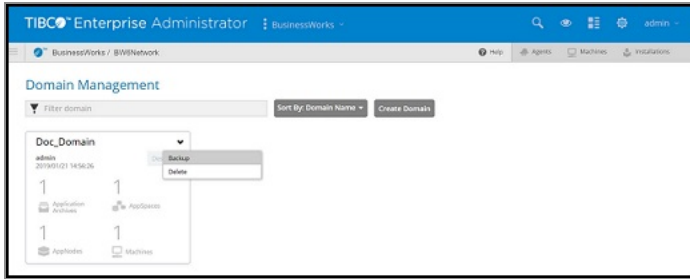 TIBCO™ Enterprise Administrator BusinessWorks admin
BusinessWorks / BW6Network Help Agents Machines Installations
Domain Management
Filter domain Sort By: Domain Name Create Domain
Doc_Domain
admin
2019/01/21 14:56:26
Backup
Delete
1 1
Application Archives AppSpaces
1 1
AppNodes Machines